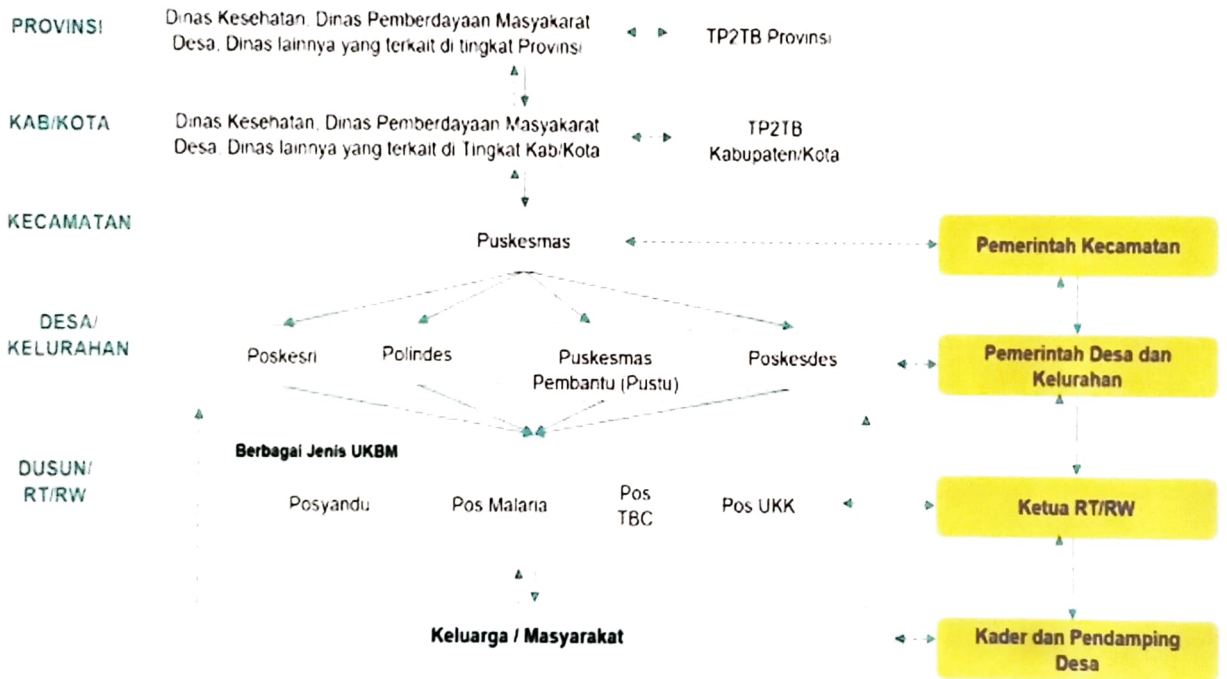 PROVINSI
Dinas Kesehatan, Dinas Pemberdayaan Masyakarat
Desa, Dinas lainnya yang terkait di tingkat Provinsi
TP2TB Provinsi
KAB/KOTA
Dinas Kesehatan, Dinas Pemberdayaan Masyakarat
Desa, Dinas lainnya yang terkait di Tingkat Kab/Kota
TP2TB
Kabupaten/Kota
KECAMATAN
Puskesmas
Pemerintah Kecamatan
DESA/
KELURAHAN
Poskesri
Polindes
Puskesmas
Pembantu (Pustu)
Poskesdes
Pemerintah Desa dan
Kelurahan
Berbagai Jenis UKBM
DUSUN/
RT/RW
Posyandu
Pos Malaria
Pos
TBC
Pos UKK
Ketua RT/RW
Keluarga / Masyarakat
Kader dan Pendamping
Desa